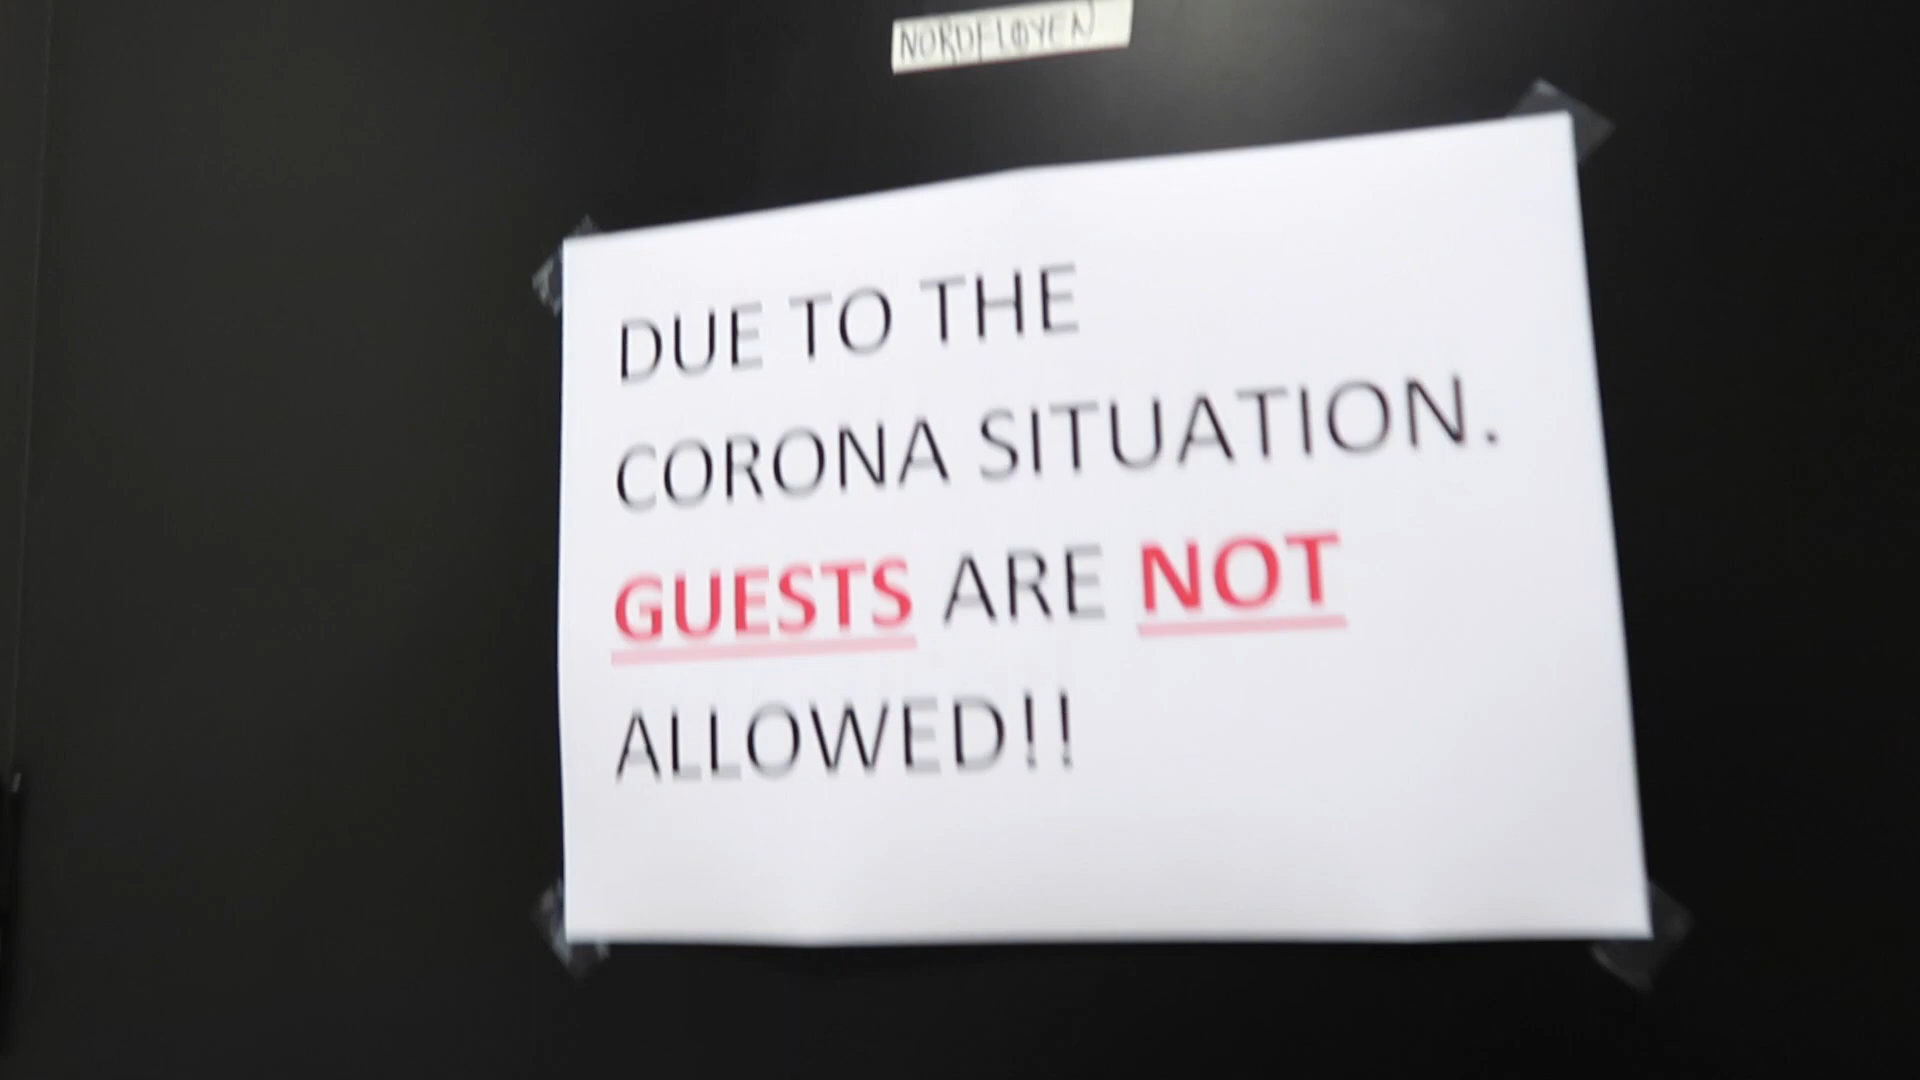 NORDFLØYEN
DUE TO THE
CORONA SITUATION.
GUESTS ARE NOT
ALLOWED!!